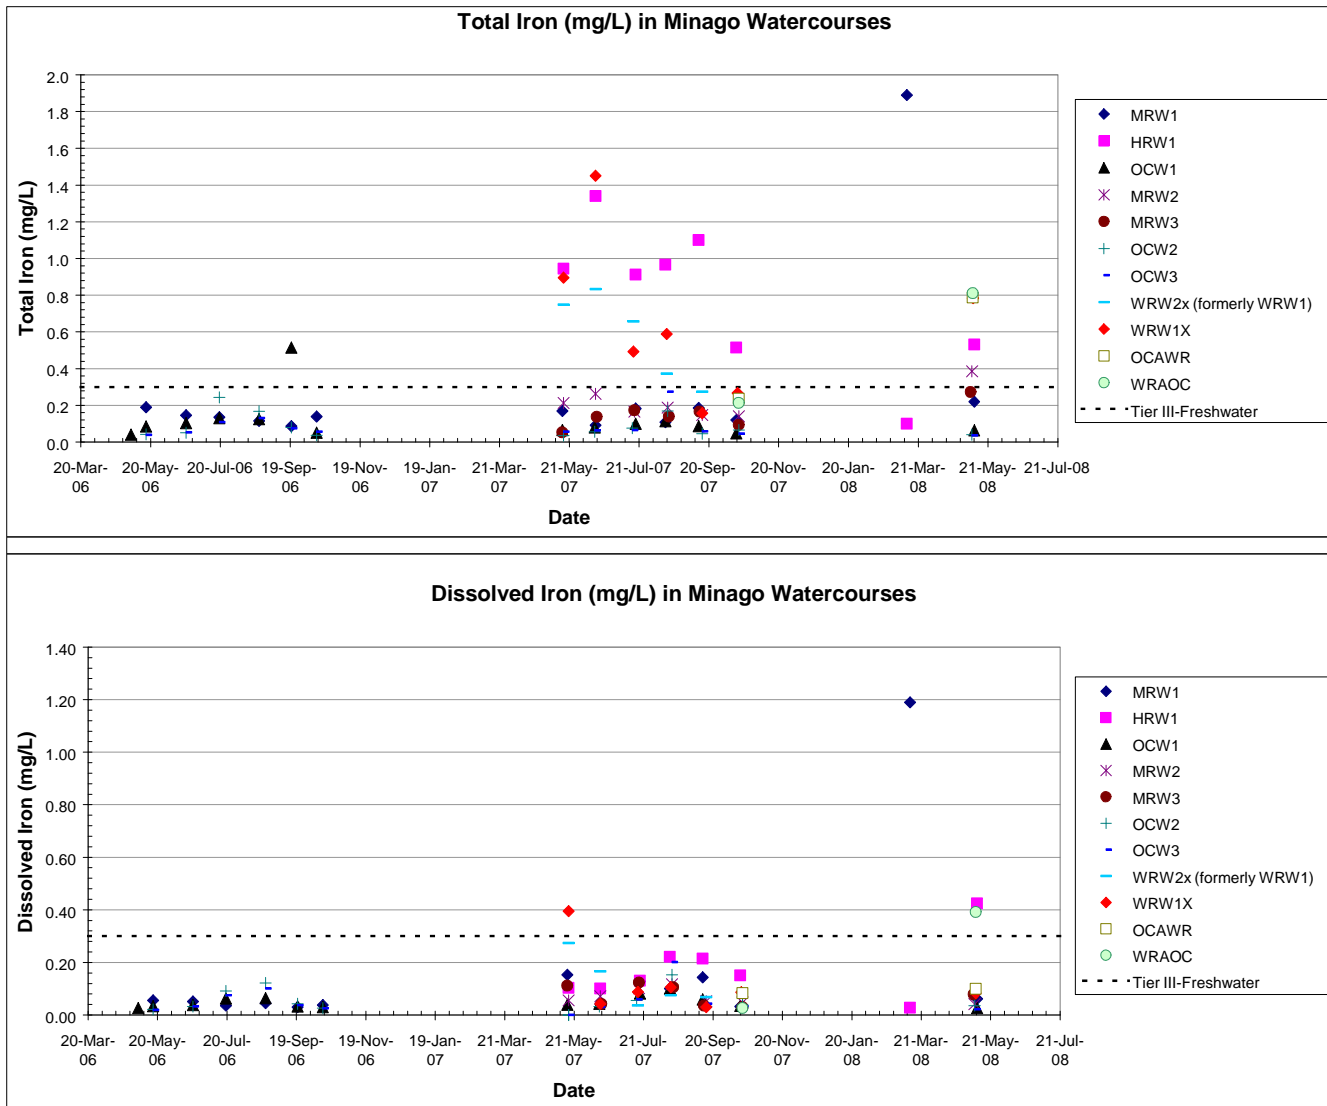 Total Iron (mg/L) in Minago Watercourses
2.0
1.8
1.6
1.4
1.2
1.0
0.8
0.6
0.4
0.2
0.0
Total Iron (mg/L)
20-Mar-06
20-May-06
20-Jul-06
19-Sep-06
19-Nov-06
19-Jan-07
21-Mar-07
21-May-07
21-Jul-07
20-Sep-07
20-Nov-07
20-Jan-08
21-Mar-08
21-May-08
21-Jul-08
Date
MRW1
HRW1
OCW1
MRW2
MRW3
OCW2
OCW3
WRW2x (formerly WRW1)
WRW1X
OCAWR
WRAOC
Tier III-Freshwater
Dissolved Iron (mg/L) in Minago Watercourses
1.40
1.20
1.00
0.80
0.60
0.40
0.20
0.00
Dissolved Iron (mg/L)
20-Mar-06
20-May-06
20-Jul-06
19-Sep-06
19-Nov-06
19-Jan-07
21-Mar-07
21-May-07
21-Jul-07
20-Sep-07
20-Nov-07
20-Jan-08
21-Mar-08
21-May-08
21-Jul-08
Date
MRW1
HRW1
OCW1
MRW2
MRW3
OCW2
OCW3
WRW2x (formerly WRW1)
WRW1X
OCAWR
WRAOC
Tier III-Freshwater